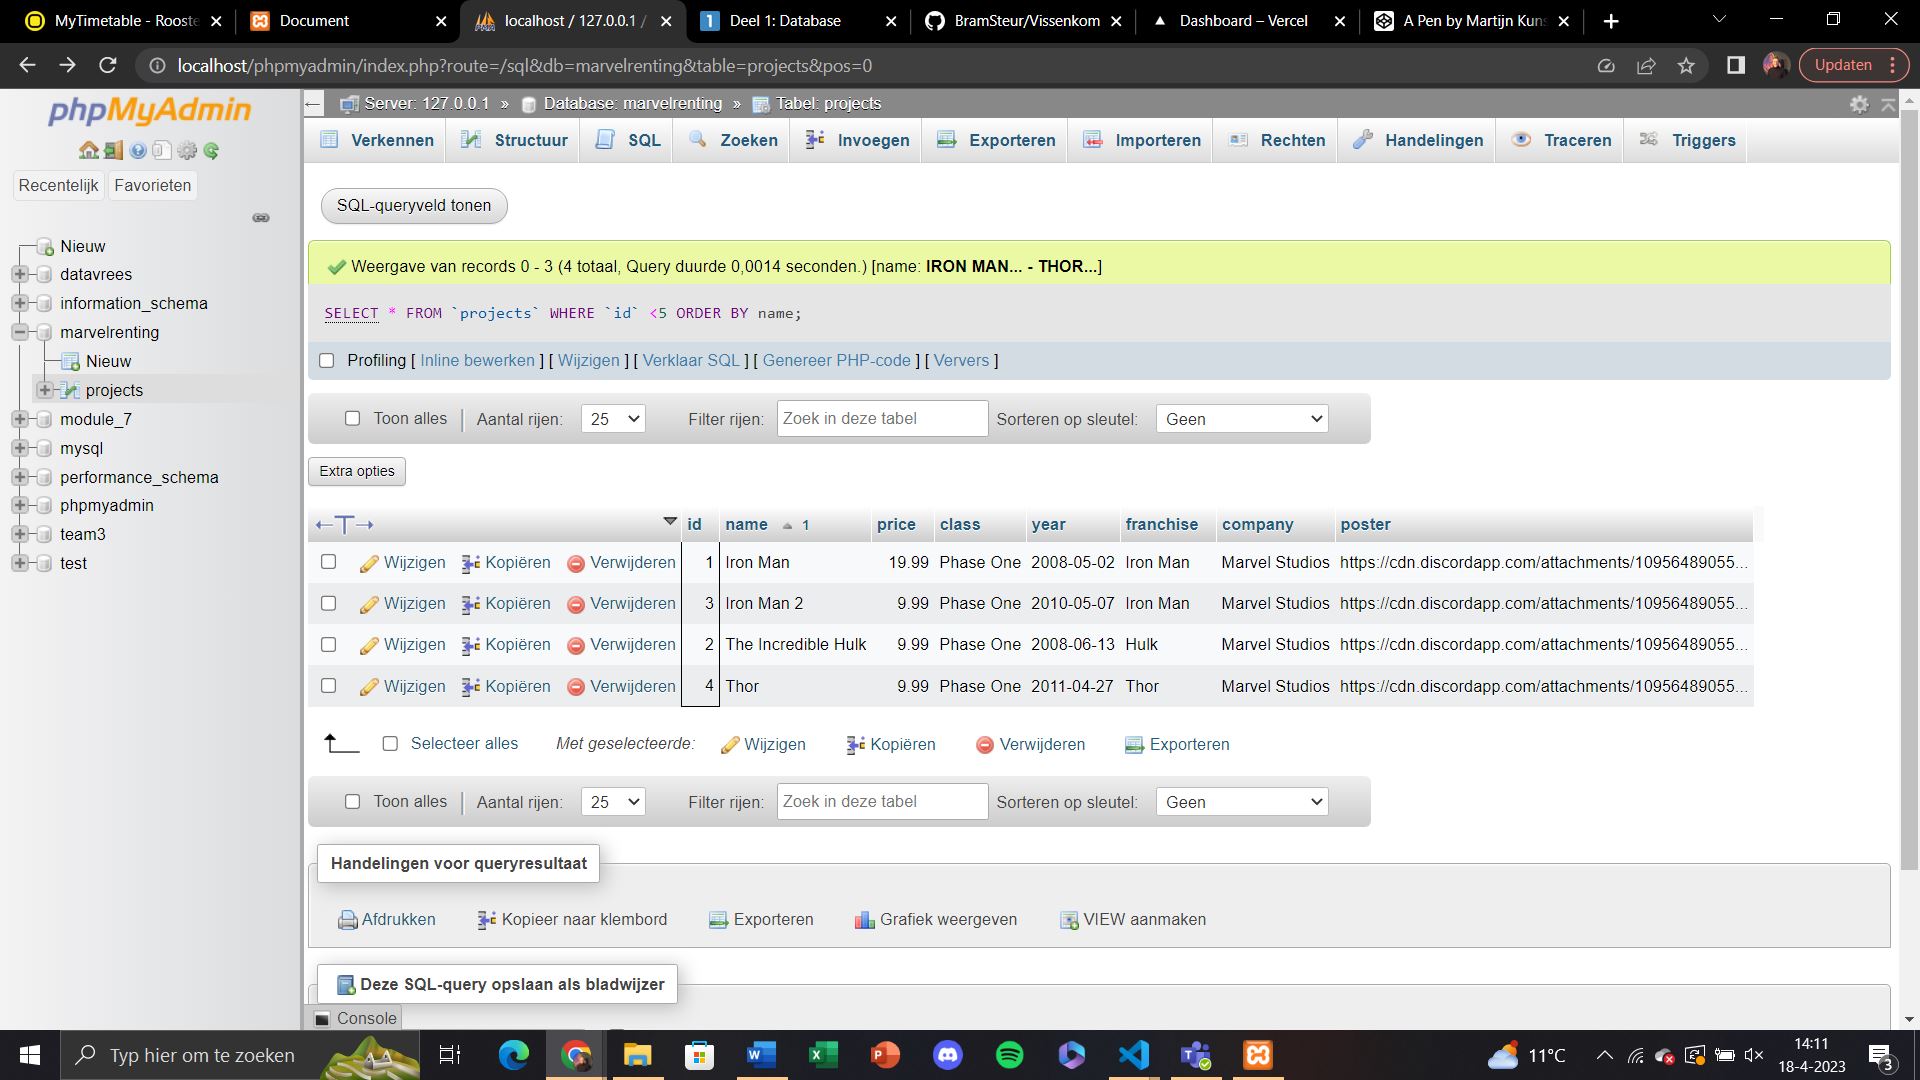 MyTimetable - Rooste
Document
localhost / 127.0.0.1 /
Deel 1: Database
BramSteur/Vissenkom
Dashboard – Vercel
A Pen by Martijn Kuns
localhost/phpmyadmin/index.php?route=/sql&db=marvelrenting&table=projects&pos=0
Updaten
phpMyAdmin
Recentelijk
Favorieten
Nieuw
datavrees
information_schema
marvelrenting
Nieuw
projects
module_7
mysql
performance_schema
phpmyadmin
team3
test
Server: 127.0.0.1 » Database: marvelrenting » Tabel: projects
Verkennen Structuur SQL Zoeken Invoegen Exporteren Importeren Rechten Handelingen Traceren Triggers
SQL-queryveld tonen
Weergave van records 0 - 3 (4 totaal, Query duurde 0,0014 seconden.) [name: IRON MAN... - THOR...]
SELECT * FROM `projects` WHERE `id` <5 ORDER BY name;
Profiling [ Inline bewerken ] [ Wijzigen ] [ Verklaar SQL ] [ Genereer PHP-code ] [ Ververs ]
Toon alles | Aantal rijen: 25 Filter rijen: Zoek in deze tabel Sorteren op sleutel: Geen
Extra opties
←T→ id name 1 price class year franchise company poster
Wijzigen Kopiëren Verwijderen 1 Iron Man 19.99 Phase One 2008-05-02 Iron Man Marvel Studios https://cdn.discordapp.com/attachments/10956489055...
Wijzigen Kopiëren Verwijderen 3 Iron Man 2 9.99 Phase One 2010-05-07 Iron Man Marvel Studios https://cdn.discordapp.com/attachments/10956489055...
Wijzigen Kopiëren Verwijderen 2 The Incredible Hulk 9.99 Phase One 2008-06-13 Hulk Marvel Studios https://cdn.discordapp.com/attachments/10956489055...
Wijzigen Kopiëren Verwijderen 4 Thor 9.99 Phase One 2011-04-27 Thor Marvel Studios https://cdn.discordapp.com/attachments/10956489055...
Selecteer alles Met geselecteerde: Wijzigen Kopiëren Verwijderen Exporteren
Toon alles | Aantal rijen: 25 Filter rijen: Zoek in deze tabel Sorteren op sleutel: Geen
Handelingen voor queryresultaat
Afdrukken Kopieer naar klembord Exporteren Grafiek weergeven VIEW aanmaken
Deze SQL-query opslaan als bladwijzer
Console
Typ hier om te zoeken
11°C
14:11
18-4-2023
3